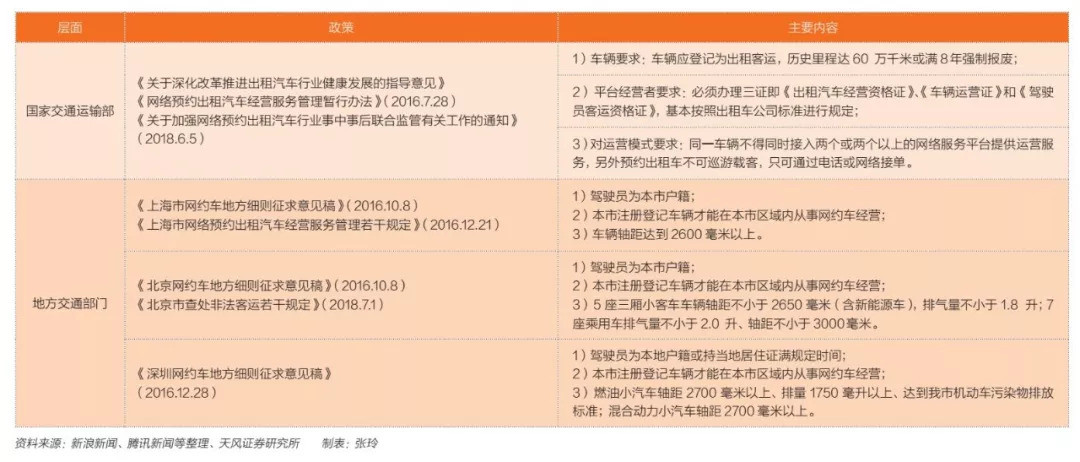 层面 政策 主要内容
国家交通运输部
《关于深化改革推进出租汽车行业健康发展的指导意见》
《网络预约出租汽车经营服务管理暂行办法》(2016.7.28)
《关于加强网络预约出租汽车行业事中事后联合监管有关工作的通知》
(2018.6.5)
1)车辆要求:车辆应登记为出租客运,历史里程达60 万千米或满8年强制报废;
2)平台经营者要求:必须办理三证即《出租汽车经营资格证》、《车辆运营证》和《驾驶
员客运资格证》,基本按照出租车公司标准进行规定;
3)对运营模式要求:同一车辆不得同时接入两个或两个以上的网络服务平台提供运营服
务,另外预约出租车不可巡游载客,只可通过电话或网络接单。
地方交通部门
《上海市网约车地方细则征求意见稿》(2016.10.8)
《上海市网络预约出租汽车经营服务管理若干规定》(2016.12.21)
1)驾驶员为本市户籍;
2)本市注册登记车辆才能在本市区域内从事网约车经营;
3)车辆轴距达到2600毫米以上。
《北京网约车地方细则征求意见稿》(2016.10.8)
《北京市查处非法客运若干规定》(2018.7.1)
1)驾驶员为本市户籍;
2)本市注册登记车辆才能在本市区域内从事网约车经营;
3)5座三厢小客车车辆轴距不小于2650毫米(含新能源车),排气量不小于1.8 升;7
座乘用车排气量不小于2.0 升、轴距不小于3000毫米。
《深圳网约车地方细则征求意见稿》
(2016.12.28)
1)驾驶员为本地户籍或持当地居住证满规定时间;
2)本市注册登记车辆才能在本市区域内从事网约车经营;
3)燃油小汽车轴距2700毫米以上、排量1750毫升以上、达到我市机动车污染物排放
标准;混合动力小汽车轴距2700毫米以上。
资料来源:新浪新闻、腾讯新闻等整理、天风证券研究所 制表:张玲